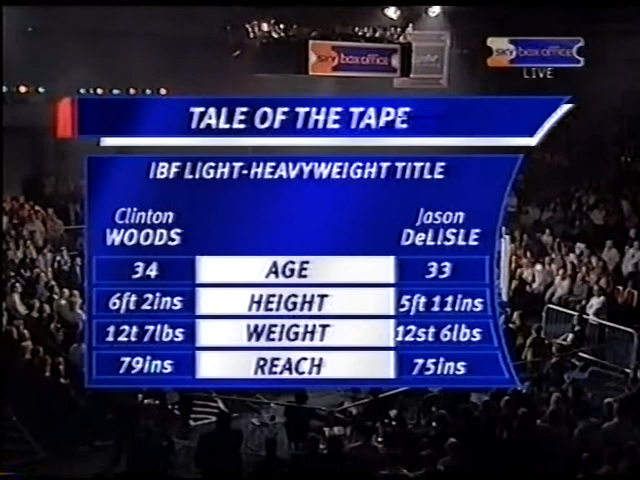 sky box office
sky box office
LIVE
TALE OF THE TAPE
IBF LIGHT-HEAVYWEIGHT TITLE
Clinton WOODS
Jason DeLISLE
34 AGE 33
6ft 2ins HEIGHT 5ft 11ins
12t 7lbs WEIGHT 12st 6lbs
79ins REACH 75ins